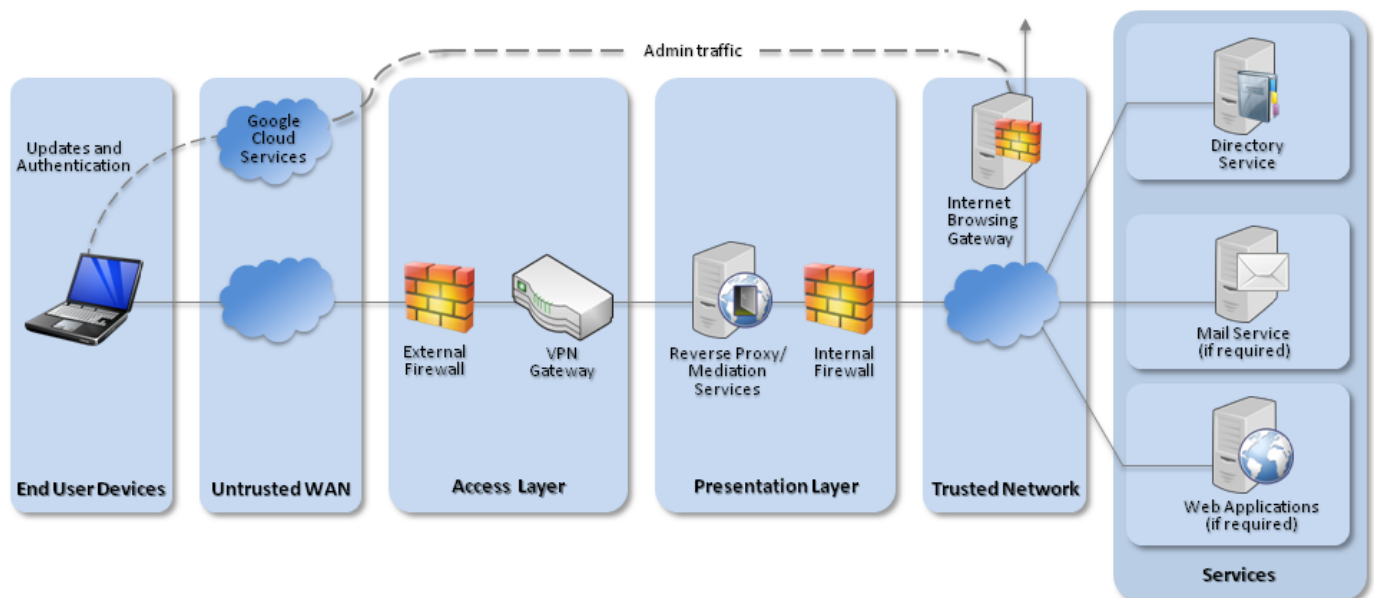 Admin traffic
Updates and
Authentication
Google
Cloud
Services
External
Firewall
VPN
Gateway
Reverse Proxy/
Mediation
Services
Internal
Firewall
Internet
Browsing
Gateway
Directory
Service
Mail Service
(if required)
Web Applications
(if required)
End User Devices
Untrusted WAN
Access Layer
Presentation Layer
Trusted Network
Services